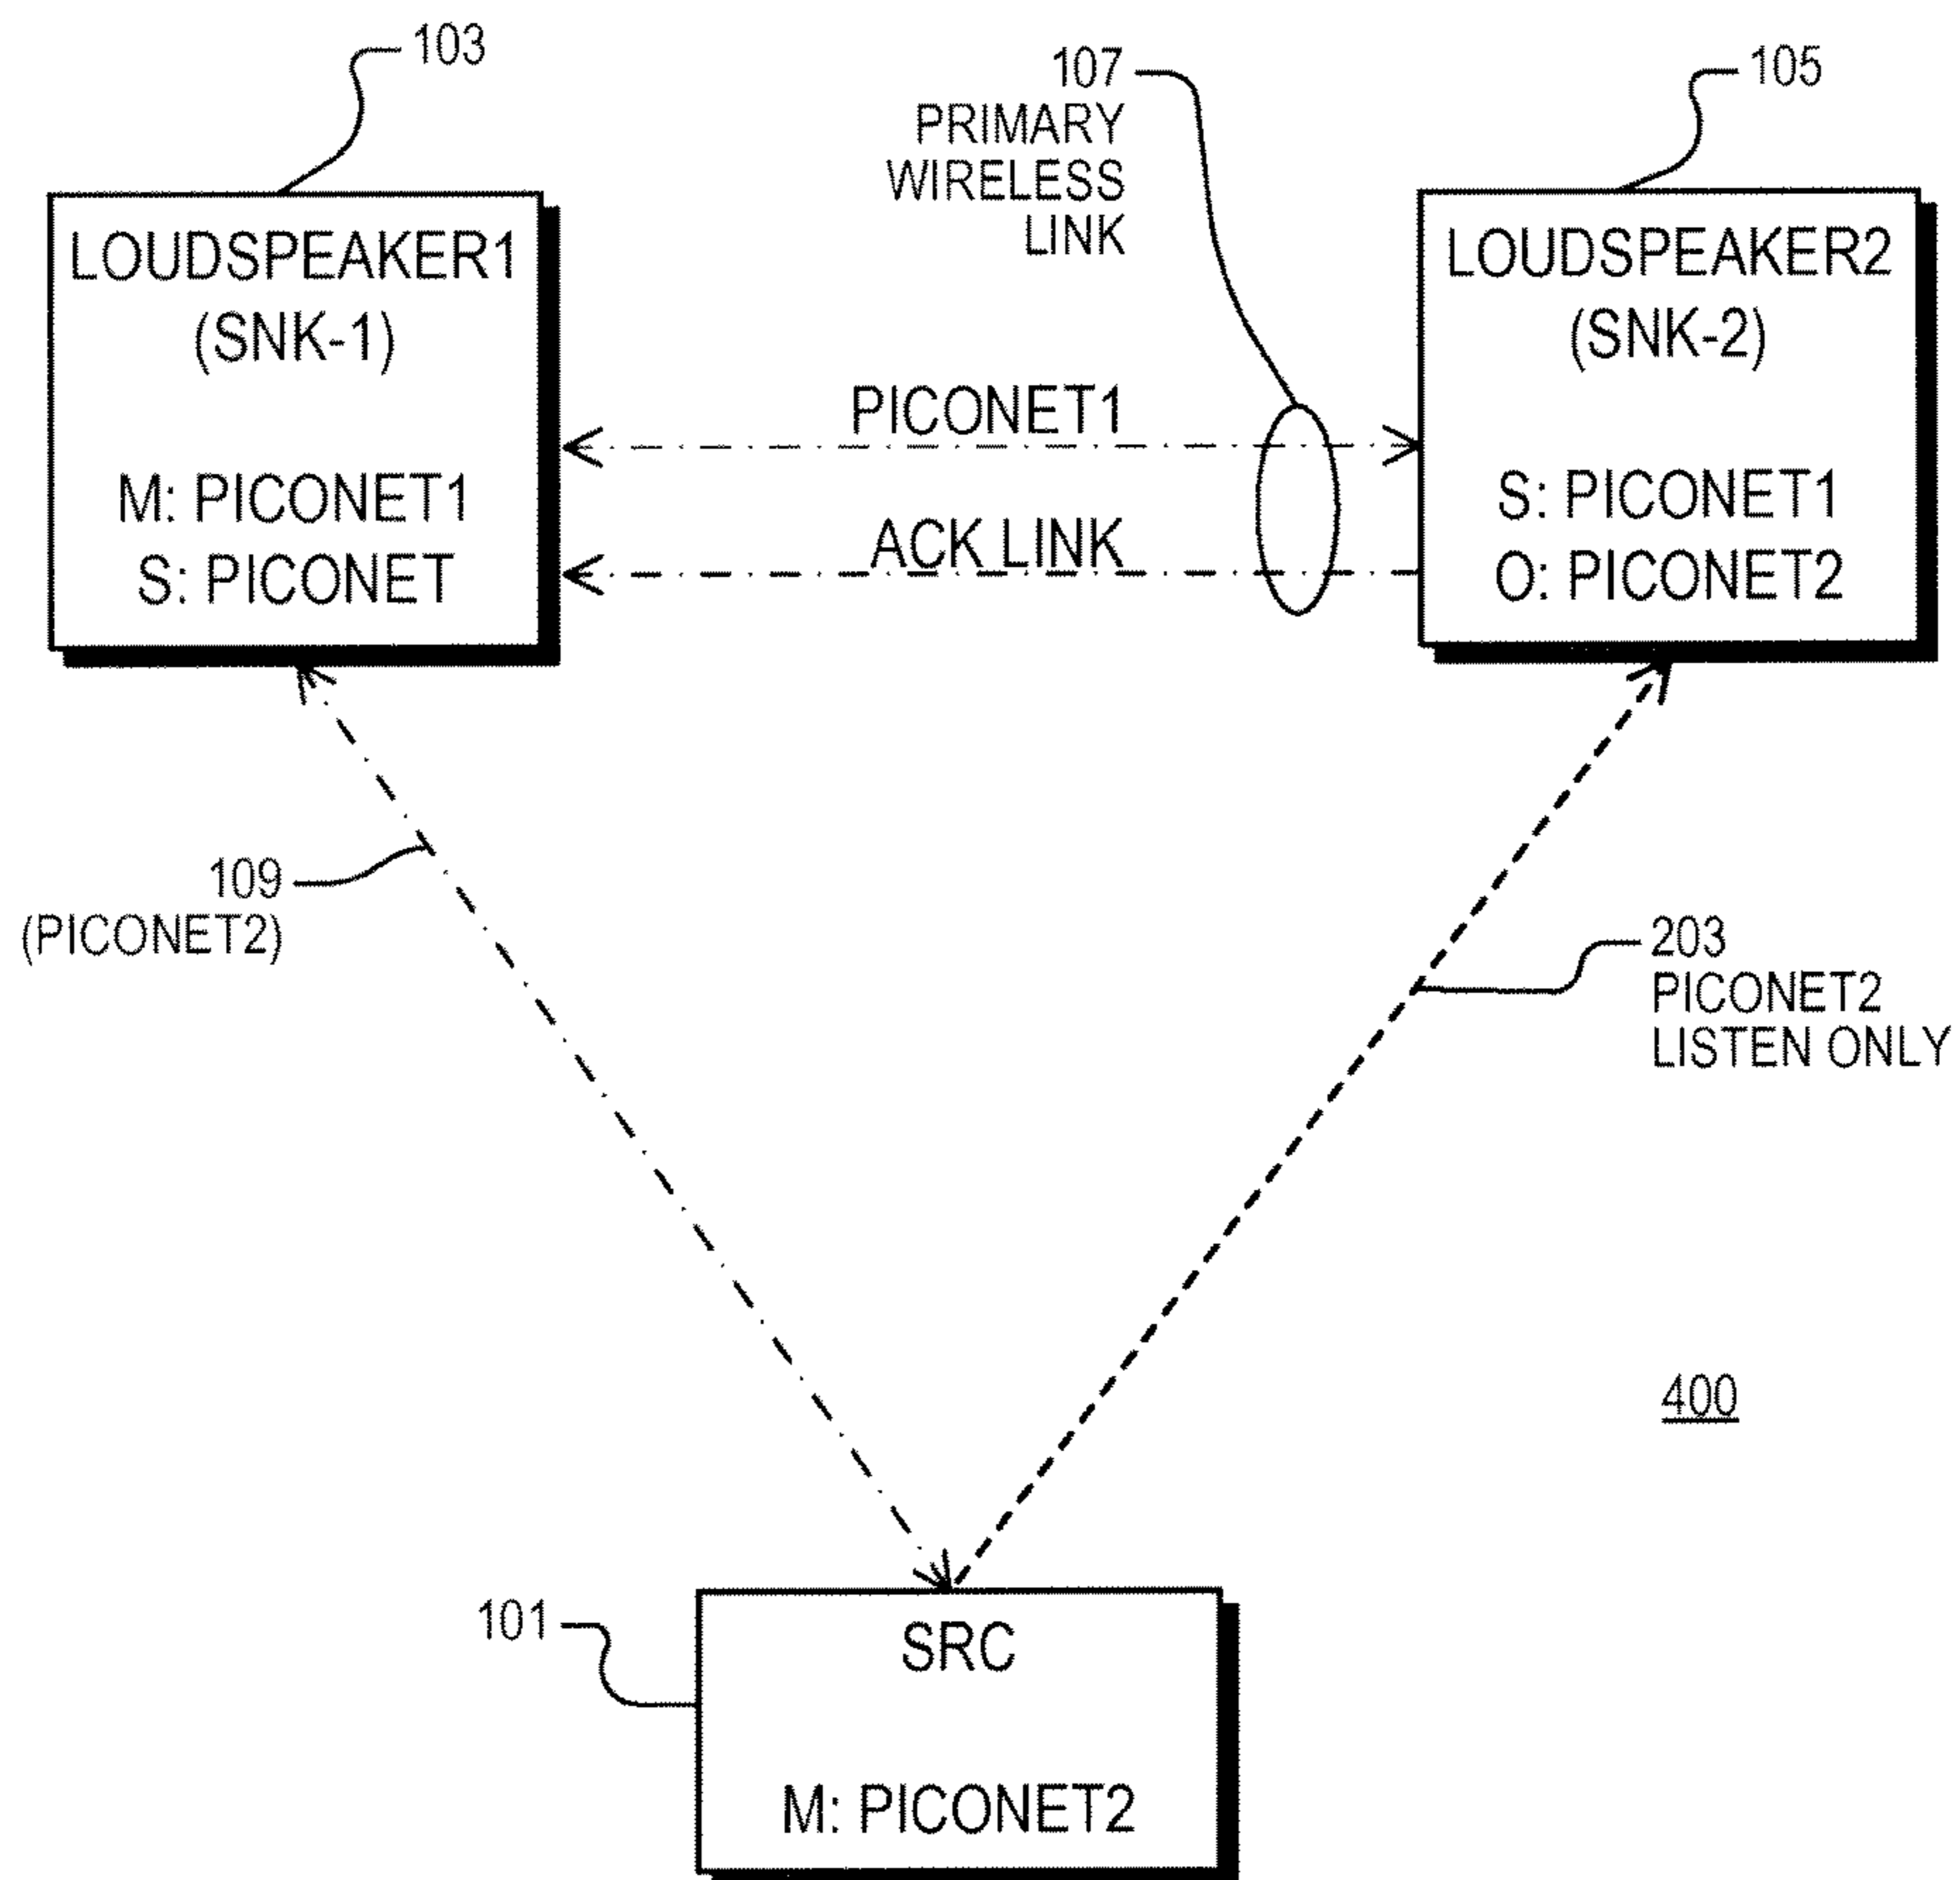 103
107
PRIMARY
WIRELESS
LINK
105
LOUDSPEAKER1
(SNK-1)
M: PICONET1
S: PICONET
PICONET1
ACK LINK
LOUDSPEAKER2
(SNK-2)
S: PICONET1
O: PICONET2
109
(PICONET2)
203
PICONET2
LISTEN ONLY
400
101
SRC
M: PICONET2